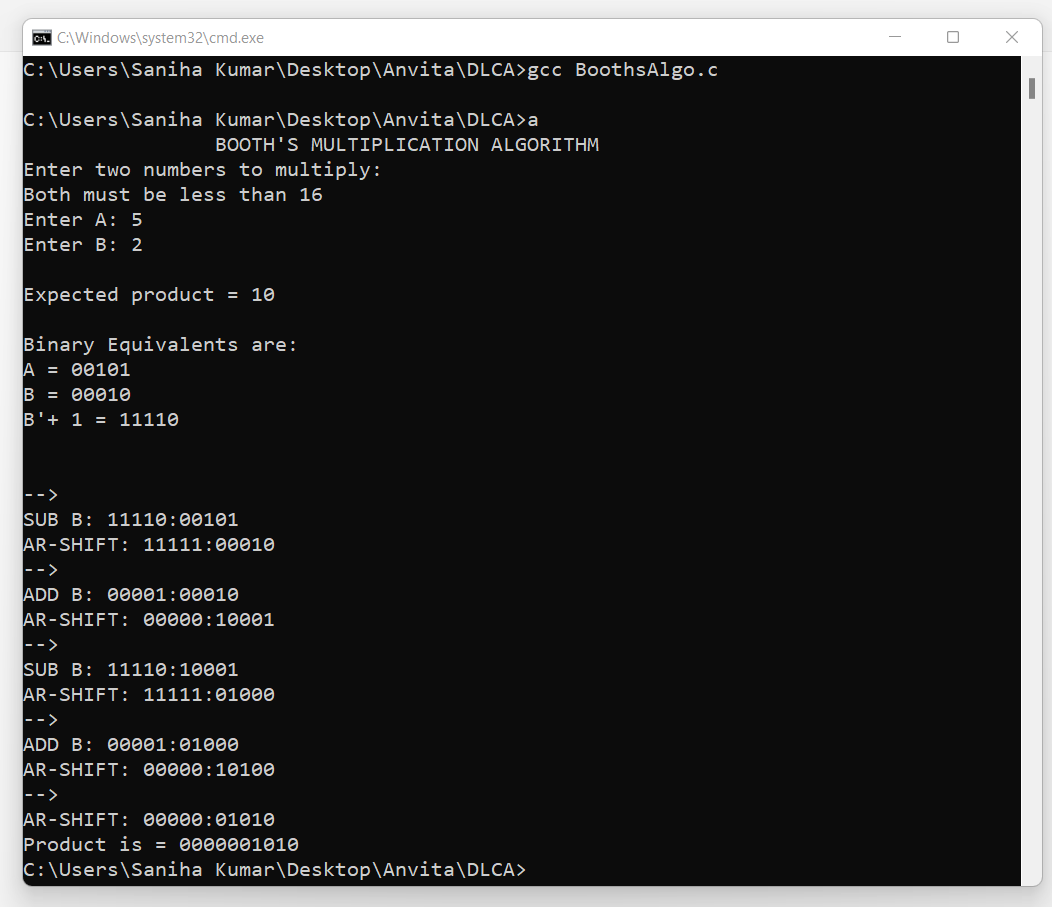 C:\Windows\system32\cmd.exe
C:\Users\Saniha Kumar\Desktop\Anvita\DLCA>gcc BoothsAlgo.c
C:\Users\Saniha Kumar\Desktop\Anvita\DLCA>a
BOOTH'S MULTIPLICATION ALGORITHM
Enter two numbers to multiply:
Both must be less than 16
Enter A: 5
Enter B: 2
Expected product = 10
Binary Equivalents are:
A = 00101
B = 00010
B'+ 1 = 11110
-->
SUB B: 11110:00101
AR-SHIFT: 11111:00010
-->
ADD B: 00001:00010
AR-SHIFT: 00000:10001
-->
SUB B: 11110:10001
AR-SHIFT: 11111:01000
-->
ADD B: 00001:01000
AR-SHIFT: 00000:10100
-->
AR-SHIFT: 00000:01010
Product is = 0000001010
C:\Users\Saniha Kumar\Desktop\Anvita\DLCA>